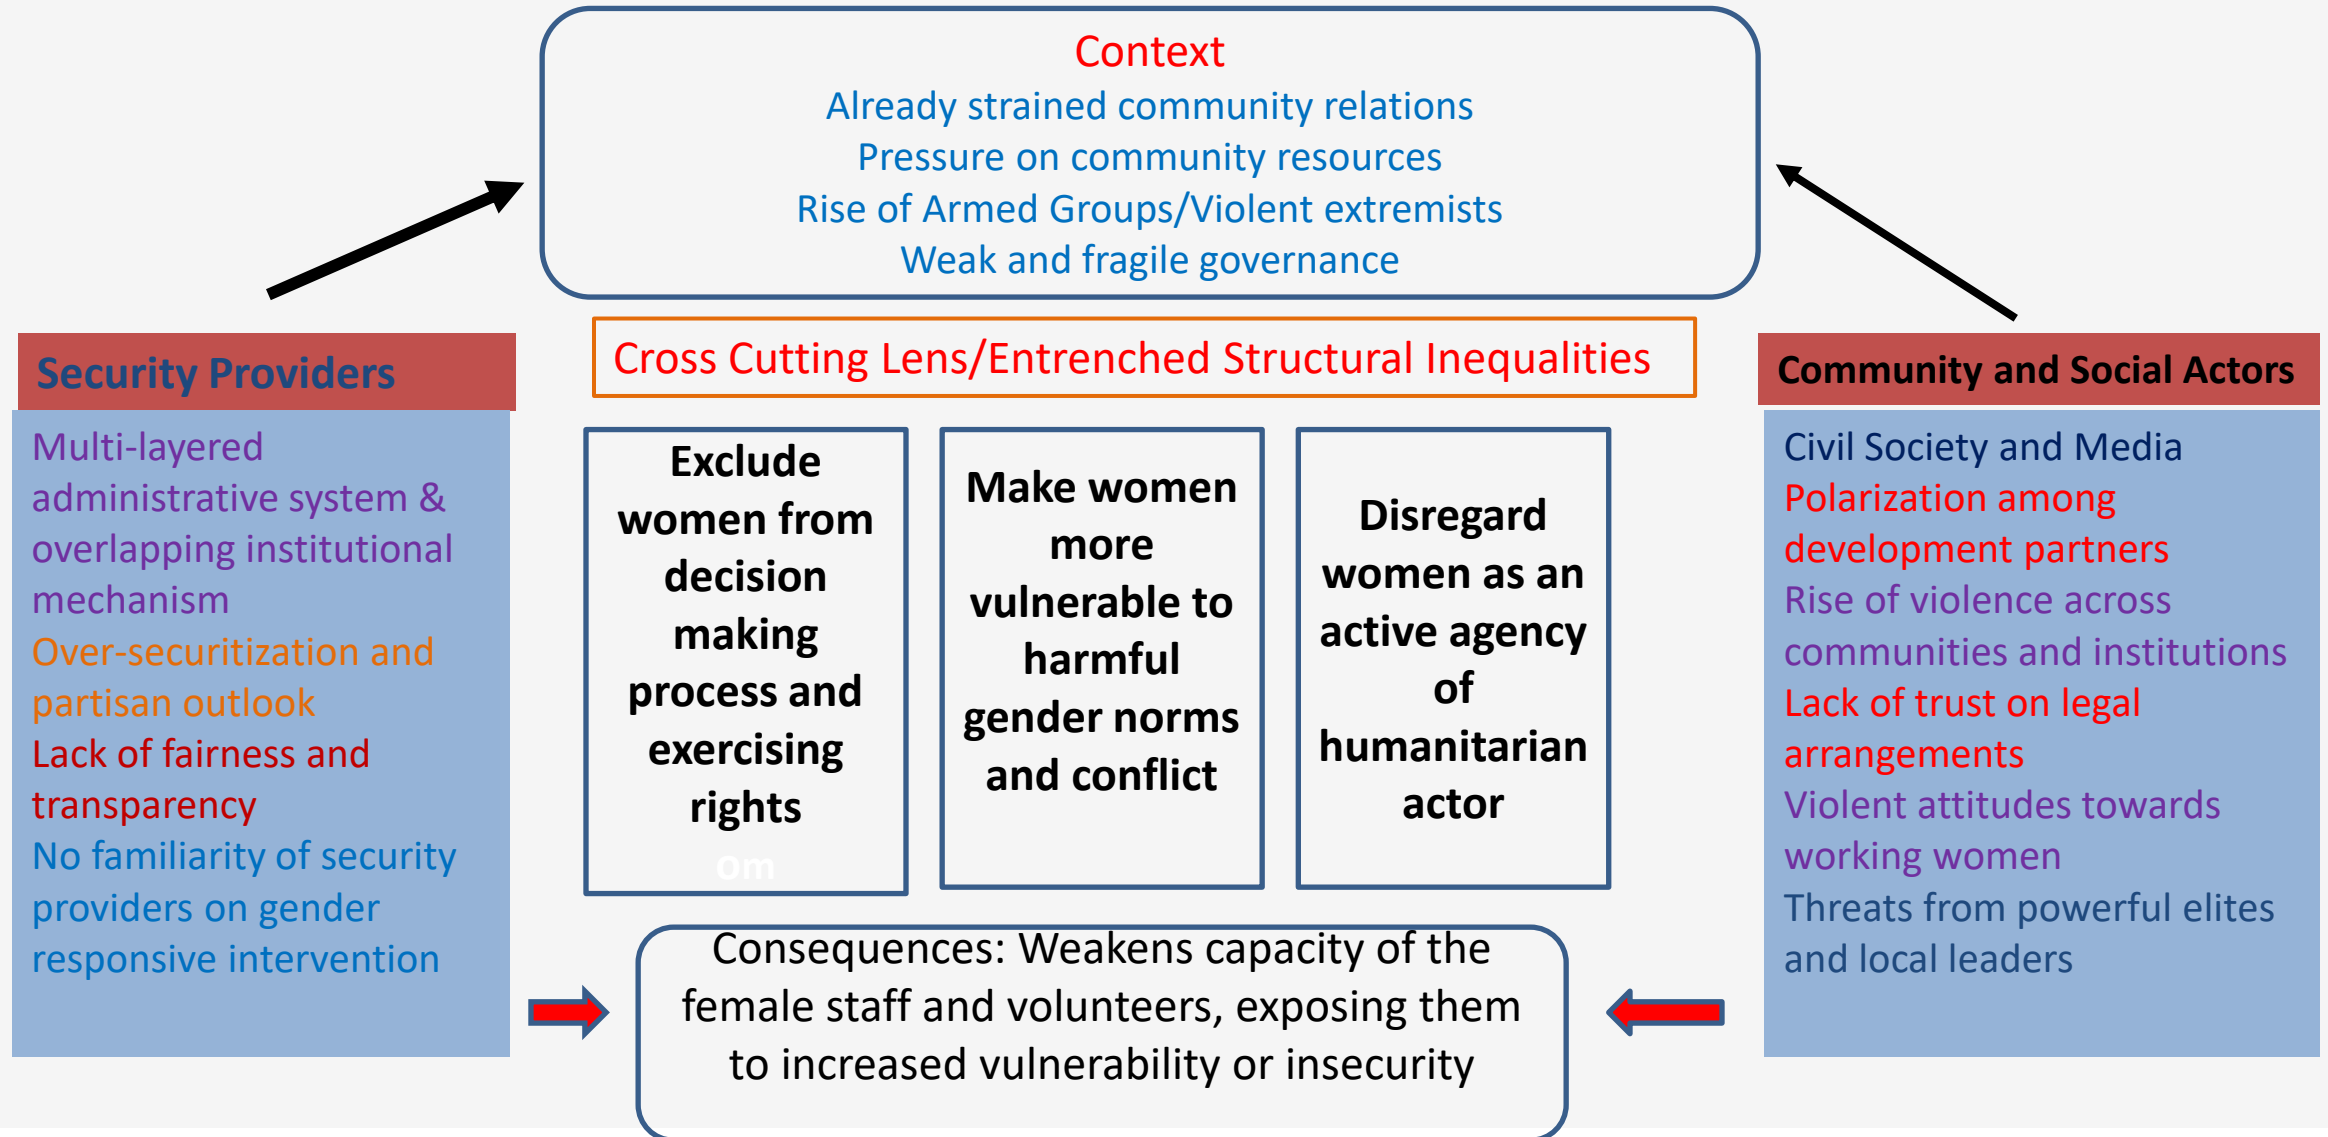 Context
Already strained community relations
Pressure on community resources
Rise of Armed Groups/Violent extremists
Weak and fragile governance
Security Providers
Multi-layered
administrative system &
overlapping institutional
mechanism
Over-securitization and
partisan outlook
Lack of fairness and
transparency
No familiarity of security
providers on gender
responsive intervention
Cross Cutting Lens/Entrenched Structural Inequalities
Exclude
women from
decision
making
process and
exercising
rights
om
Make women
more
vulnerable to
harmful
gender norms
and conflict
Disregard
women as an
active agency
of
humanitarian
actor
Community and Social Actors
Civil Society and Media
Polarization among
development partners
Rise of violence across
communities and institutions
Lack of trust on legal
arrangements
Violent attitudes towards
working women
Threats from powerful elites
and local leaders
Consequences: Weakens capacity of the
female staff and volunteers, exposing them
to increased vulnerability or insecurity